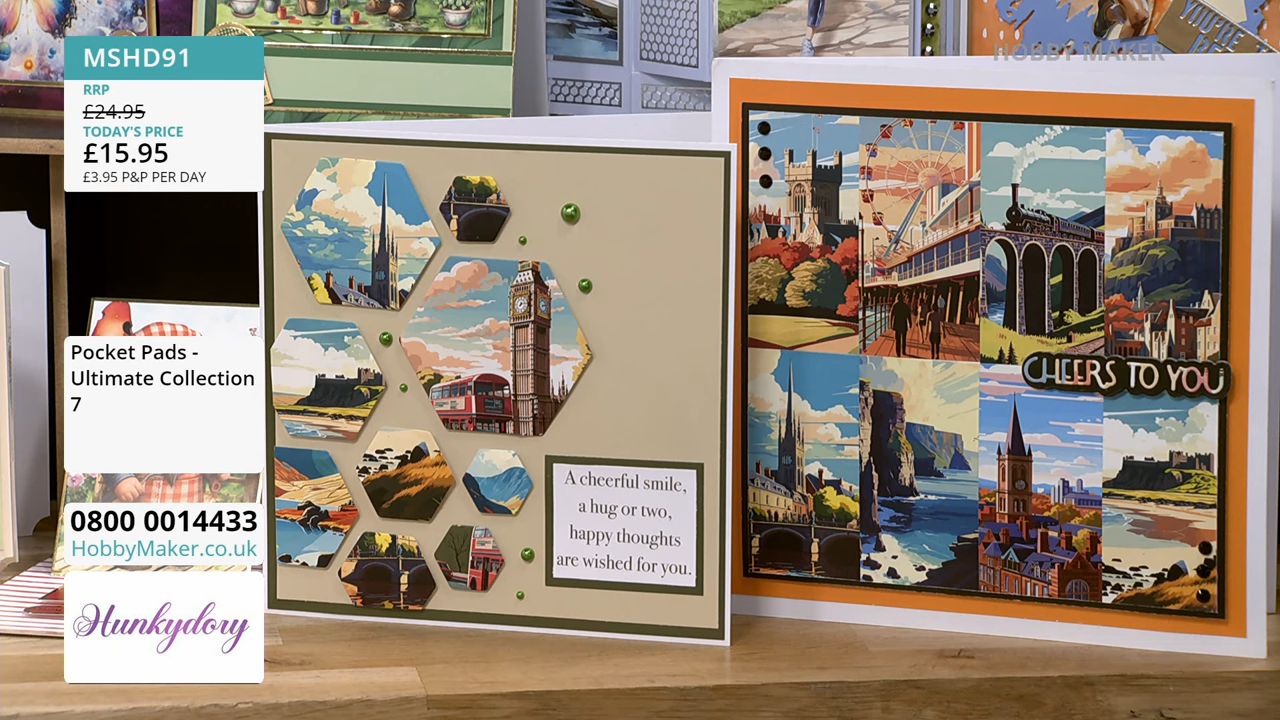 MSHD91
RRP
£24.95
TODAY'S PRICE
£15.95
£3.95 P&P PER DAY
Pocket Pads -
Ultimate Collection
7
0800 0014433
HobbyMaker.co.uk
Hunkydory
HOBBY MAKER
YOU'RE
A cheerful smile,
a hug or two,
happy thoughts
are wished for you.
CHEERS TO YOU